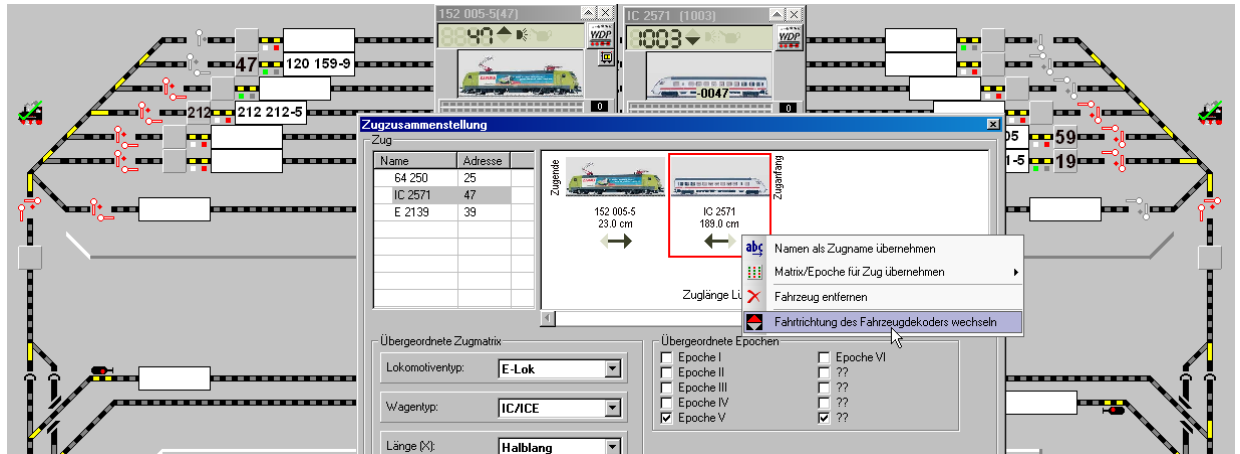 152 005-5(47)
IC 2571 (1003)
47
WDP
1003
WDP
47
120 159-9
-0047-
0
0
212
212 212-5
Zugzusammenstellung
05
59
1-5
19
Zug
Name Adresse
64 250 25
IC 2571 47
E 2139 39
Zugende
Zuganfang
152 005-5
23.0 cm
IC 2571
189.0 cm
abc Namen als Zugname übernehmen
Matrix/Epoche für Zug übernehmen
Fahrzeug entfernen
Fahrtrichtung des Fahrzeugdekoders wechseln
Zuglänge Lü
Übergeordnete Zugmatrix
Lokomotiventyp: E-Lok
Wagentyp: IC/ICE
Länge (X): Halblang
Übergeordnete Epochen
Epoche I
Epoche II
Epoche III
Epoche IV
Epoche V
Epoche VI
??
??
??
??